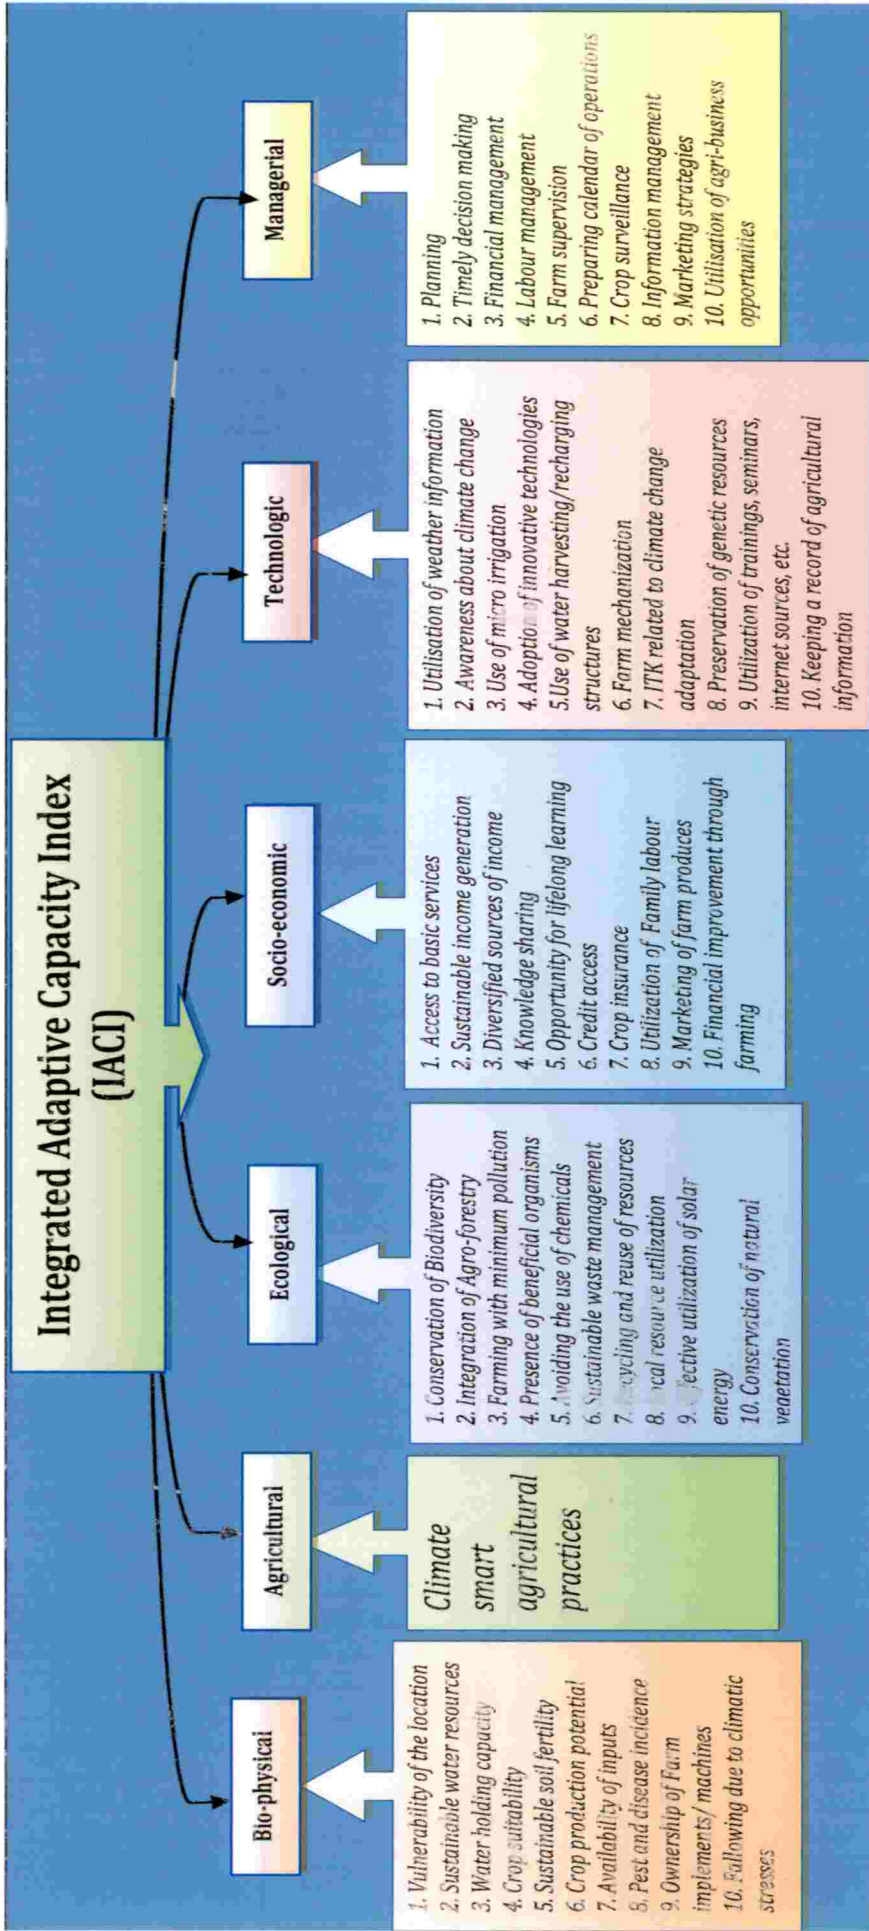 Integrated Adaptive Capacity Index
(IACI)
Bio-physical
1. Vulnerability of the location
2. Sustainable water resources
3. Water holding capacity
4. Crop suitability
5. Sustainable soil fertility
6. Crop production potential
7. Availability of inputs
8. Pest and disease incidence
9. Ownership of Farm
implements/ machines
10. Following due to climatic
stresses
Agricultural
Climate
smart
agricultural
practices
Ecological
1. Conservation of Biodiversity
2. Integration of Agro-forestry
3. Farming with minimum pollution
4. Presence of beneficial organisms
5. Avoiding the use of chemicals
6. Sustainable waste management
7. Recycling and reuse of resources
8. Local resource utilization
9. Effective utilization of solar
energy
10. Conservation of natural
vegetation
Socio-economic
1. Access to basic services
2. Sustainable income generation
3. Diversified sources of income
4. Knowledge sharing
5. Opportunity for lifelong learning
6. Credit access
7. Crop insurance
8. Utilization of Family labour
9. Marketing of farm produces
10. Financial improvement through
farming
Technologic
1. Utilisation of weather information
2. Awareness about climate change
3. Use of micro irrigation
4. Adoption of innovative technologies
5.Use of water harvesting/recharging
structures
6. Farm mechanization
7. ITK related to climate change
adaptation
8. Preservation of genetic resources
9. Utilization of trainings, seminars,
internet sources, etc.
10. Keeping a record of agricultural
information
Managerial
1. Planning
2. Timely decision making
3. Financial management
4. Labour management
5. Farm supervision
6. Preparing calendar of operations
7. Crop surveillance
8. Information management
9. Marketing strategies
10. Utilisation of agri-business
opportunities